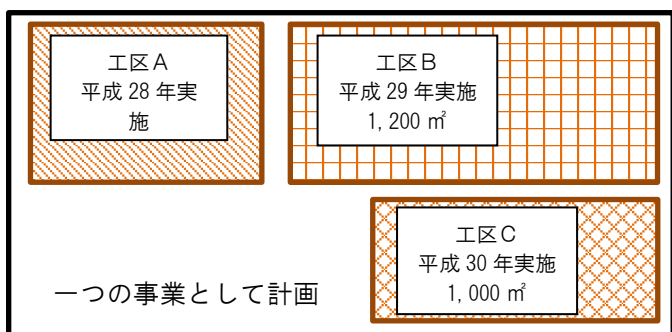 工区A
平成 28 年実
施
工区B
平成 29 年実施
1,200 ㎡
工区C
平成 30 年実施
1,000 ㎡
一つの事業として計画